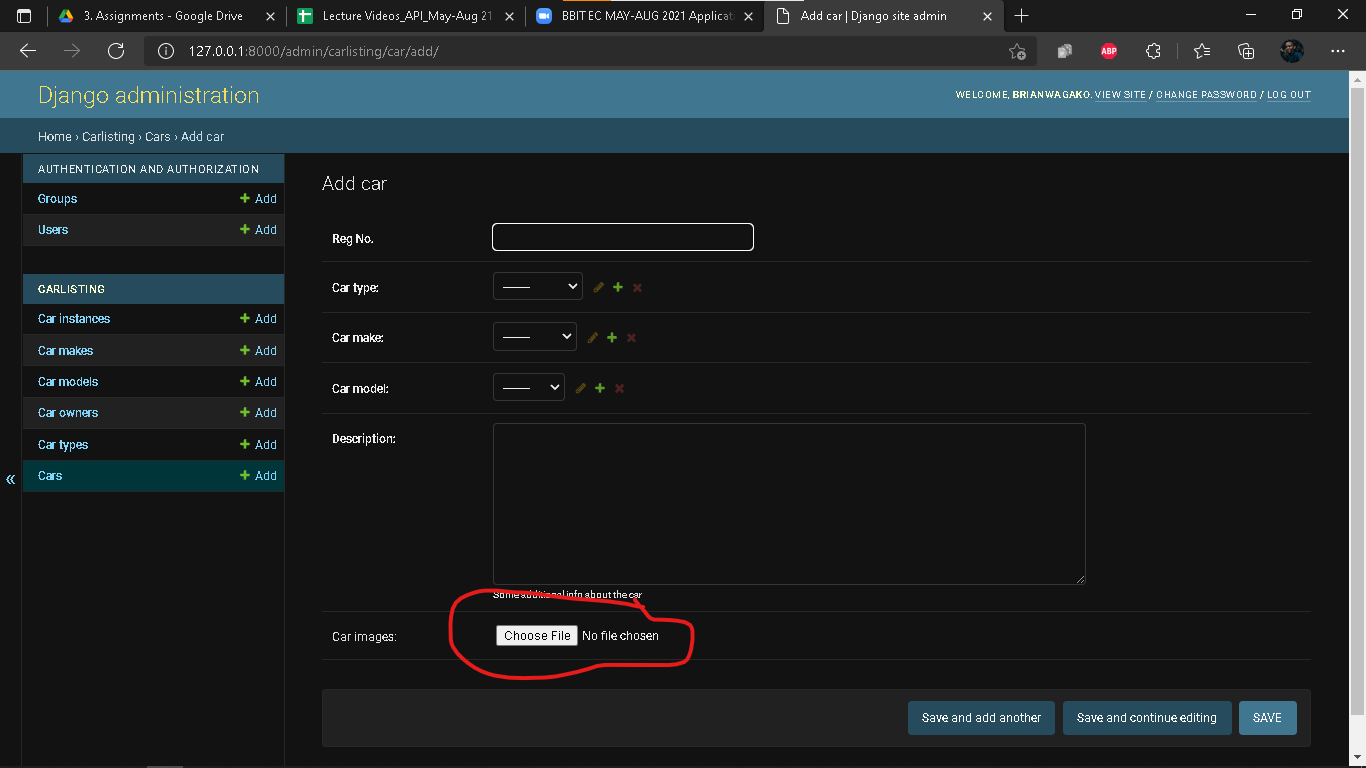 3. Assignments - Google Drive
Lecture Videos_API_May-Aug 21
BBIT EC MAY-AUG 2021 Applicat
Add car | Django site admin
127.0.0.1:8000/admin/carlisting/car/add/
ABP
Django administration
WELCOME, BRIANWAGAKO. VIEW SITE / CHANGE PASSWORD / LOG OUT
Home › Carlisting › Cars › Add car
AUTHENTICATION AND AUTHORIZATION
Groups + Add
Users + Add
CARLISTING
Car instances + Add
Car makes + Add
Car models + Add
Car owners + Add
Car types + Add
Cars + Add
«
Add car
Reg No.
Car type: ------
Car make: ------
Car model: ------
Description:
Some additional info about the car
Car images: Choose File No file chosen
Save and add another Save and continue editing SAVE